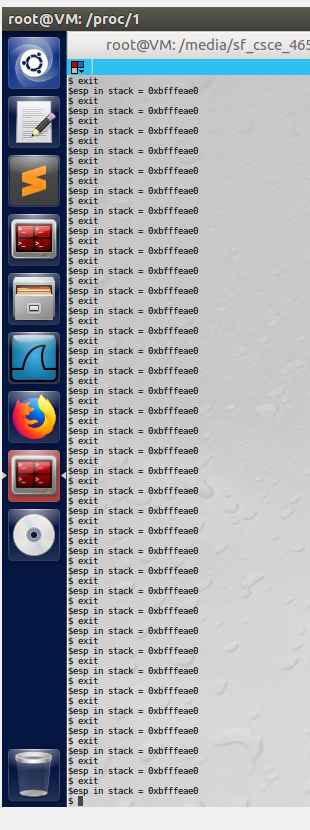 root@VM: /proc/1
root@VM: /media/sf_csce_465
$ exit
$esp in stack = 0xbfffeae0
$ exit
$esp in stack = 0xbfffeae0
$ exit
$esp in stack = 0xbfffeae0
$ exit
$esp in stack = 0xbfffeae0
$ exit
$esp in stack = 0xbfffeae0
$ exit
$esp in stack = 0xbfffeae0
$ exit
$esp in stack = 0xbfffeae0
$ exit
$esp in stack = 0xbfffeae0
$ exit
$esp in stack = 0xbfffeae0
$ exit
$esp in stack = 0xbfffeae0
$ exit
$esp in stack = 0xbfffeae0
$ exit
$esp in stack = 0xbfffeae0
$ exit
$esp in stack = 0xbfffeae0
$ exit
$esp in stack = 0xbfffeae0
$ exit
$esp in stack = 0xbfffeae0
$ exit
$esp in stack = 0xbfffeae0
$ exit
$esp in stack = 0xbfffeae0
$ exit
$esp in stack = 0xbfffeae0
$ exit
$esp in stack = 0xbfffeae0
$ exit
$esp in stack = 0xbfffeae0
$ exit
$esp in stack = 0xbfffeae0
$ exit
$esp in stack = 0xbfffeae0
$ exit
$esp in stack = 0xbfffeae0
$ exit
$esp in stack = 0xbfffeae0
$ exit
$esp in stack = 0xbfffeae0
$ exit
$esp in stack = 0xbfffeae0
$ exit
$esp in stack = 0xbfffeae0
$ exit
$esp in stack = 0xbfffeae0
$ exit
$esp in stack = 0xbfffeae0
$ exit
$esp in stack = 0xbfffeae0
$ exit
$esp in stack = 0xbfffeae0
$ exit
$esp in stack = 0xbfffeae0
$ exit
$esp in stack = 0xbfffeae0
$ exit
$esp in stack = 0xbfffeae0
$ exit
$esp in stack = 0xbfffeae0
$ exit
$esp in stack = 0xbfffeae0
$